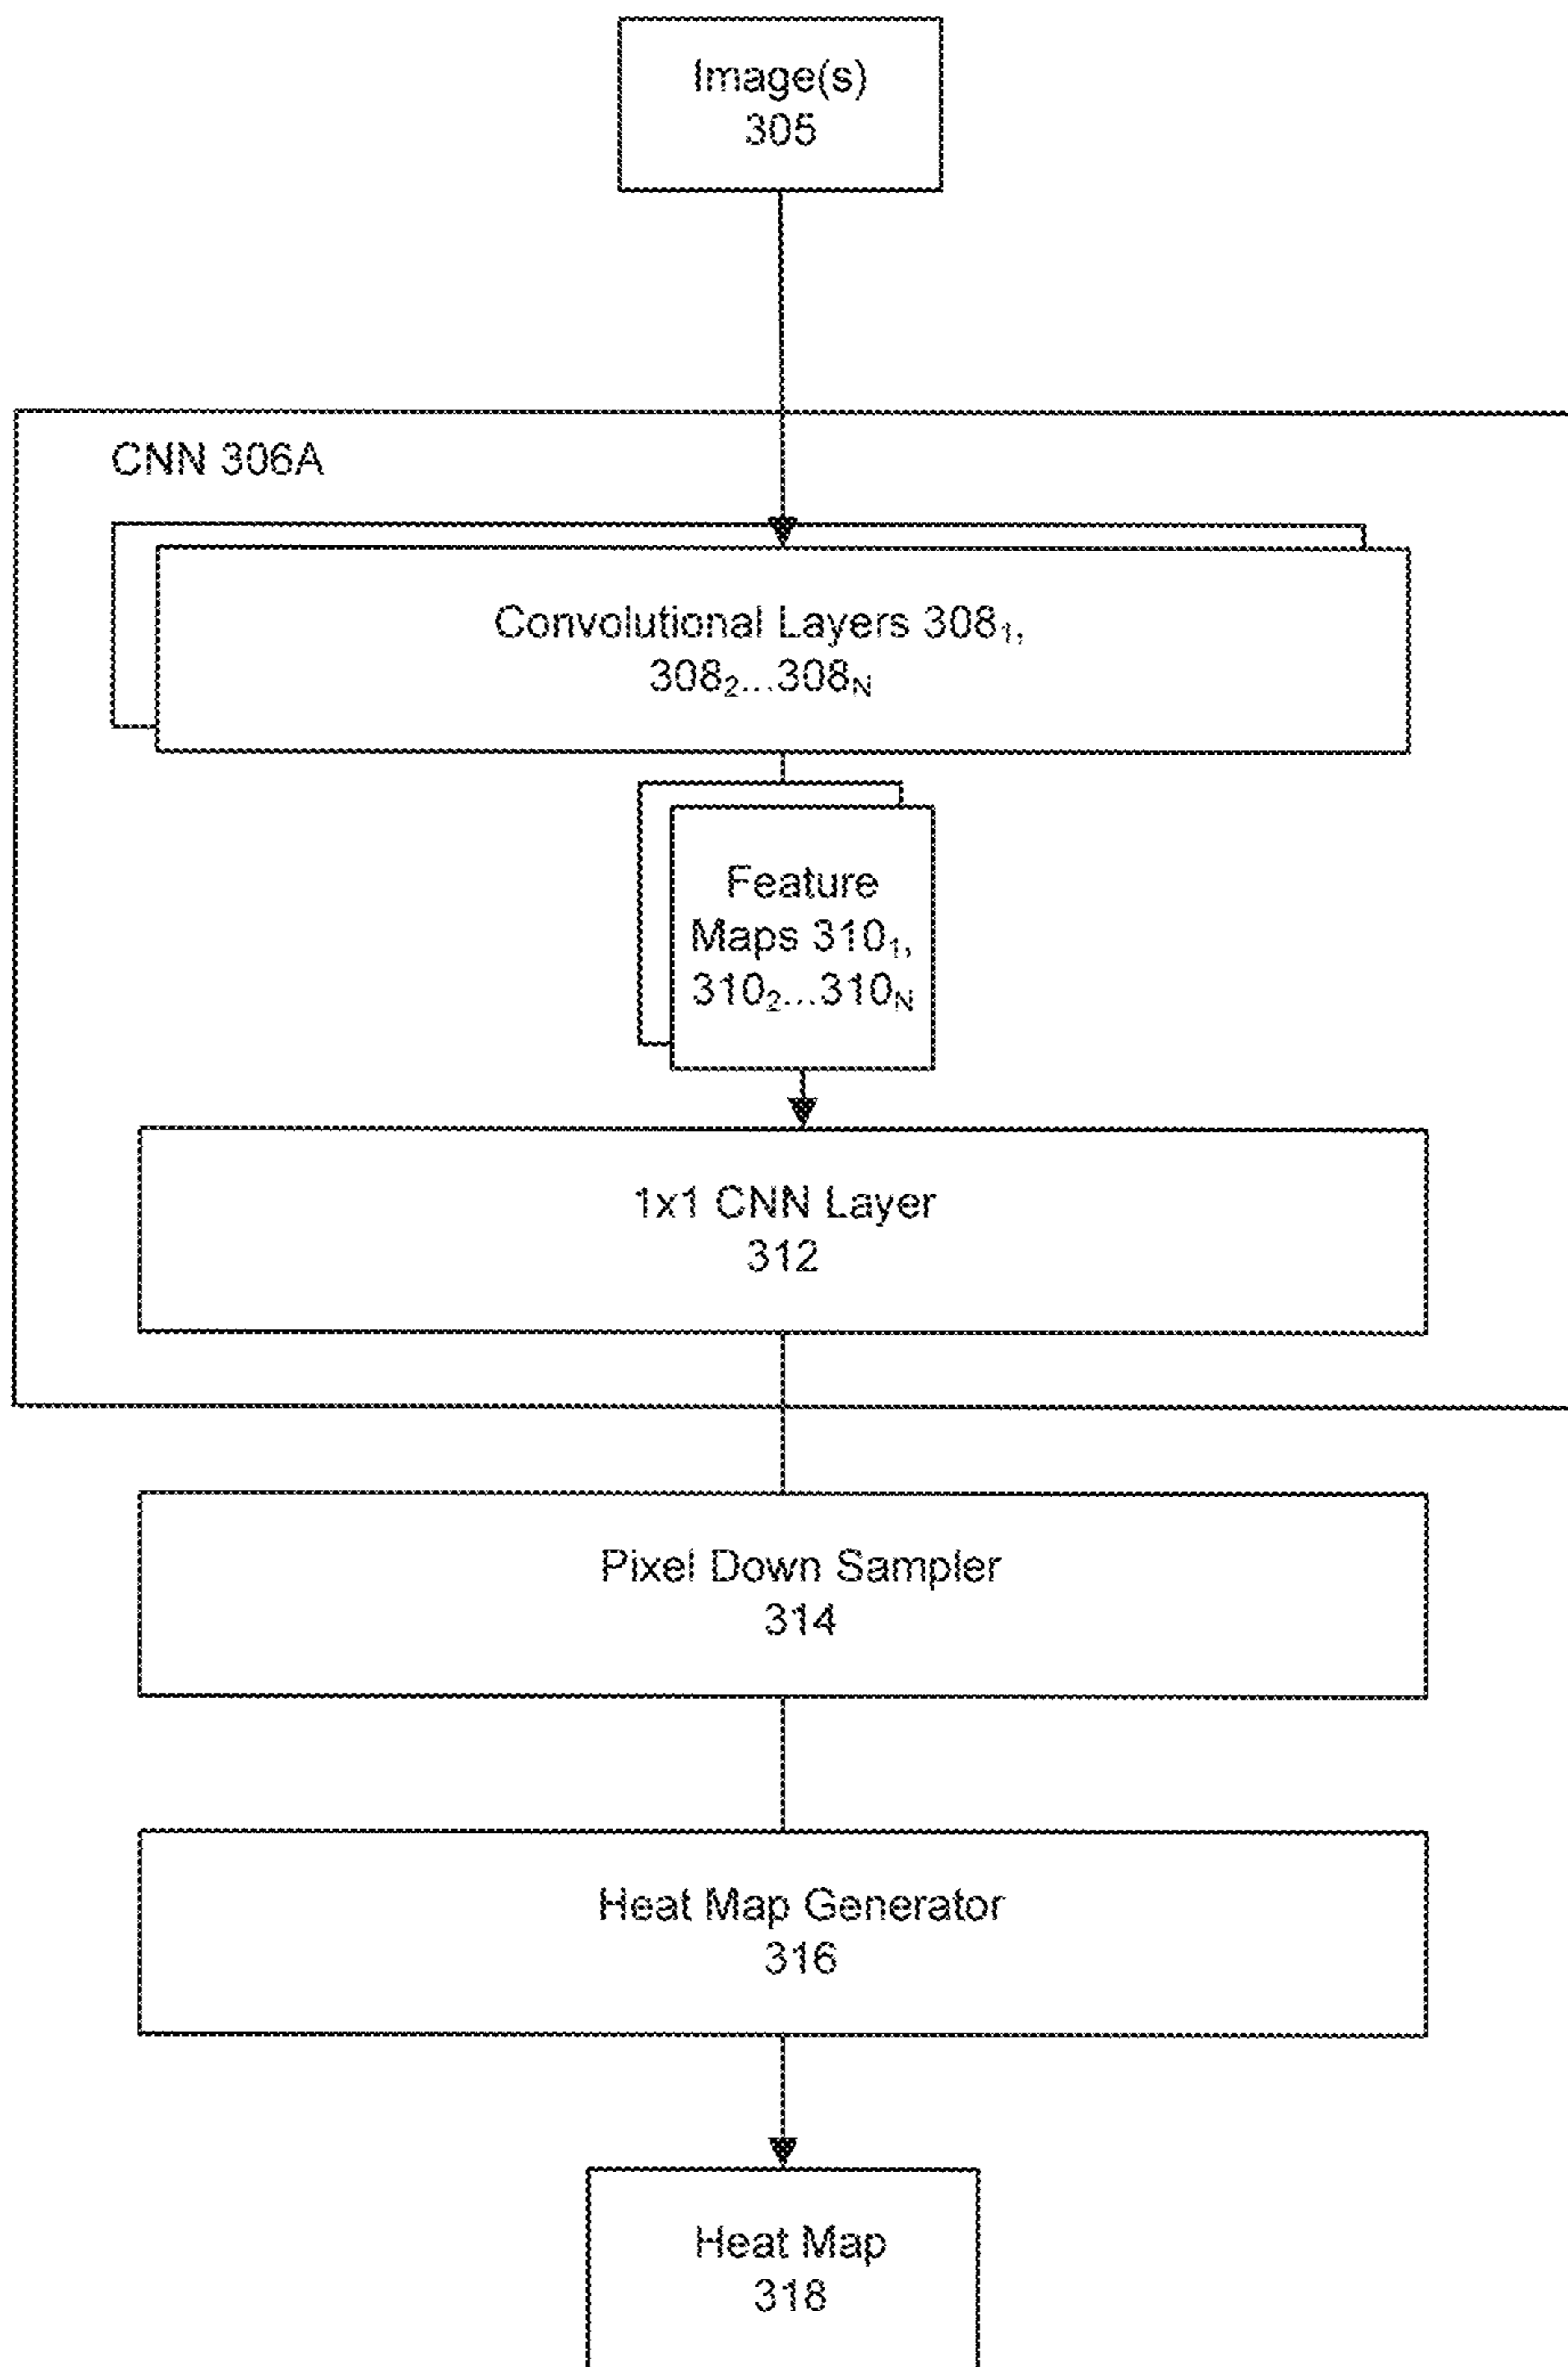 Image(s)
305
CNN 306A
Convolutional Layers 308₁,
308₂...308ₙ
Feature
Maps 310₁,
310₂...310ₙ
1x1 CNN Layer
312
Pixel Down Sampler
314
Heat Map Generator
316
Heat Map
318